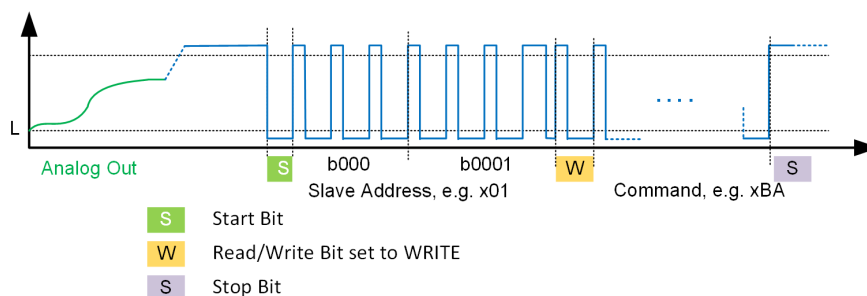 L
Analog Out
S
b000
b0001
W
S
Slave Address, e.g. x01
Command, e.g. xBA
S Start Bit
W Read/Write Bit set to WRITE
S Stop Bit